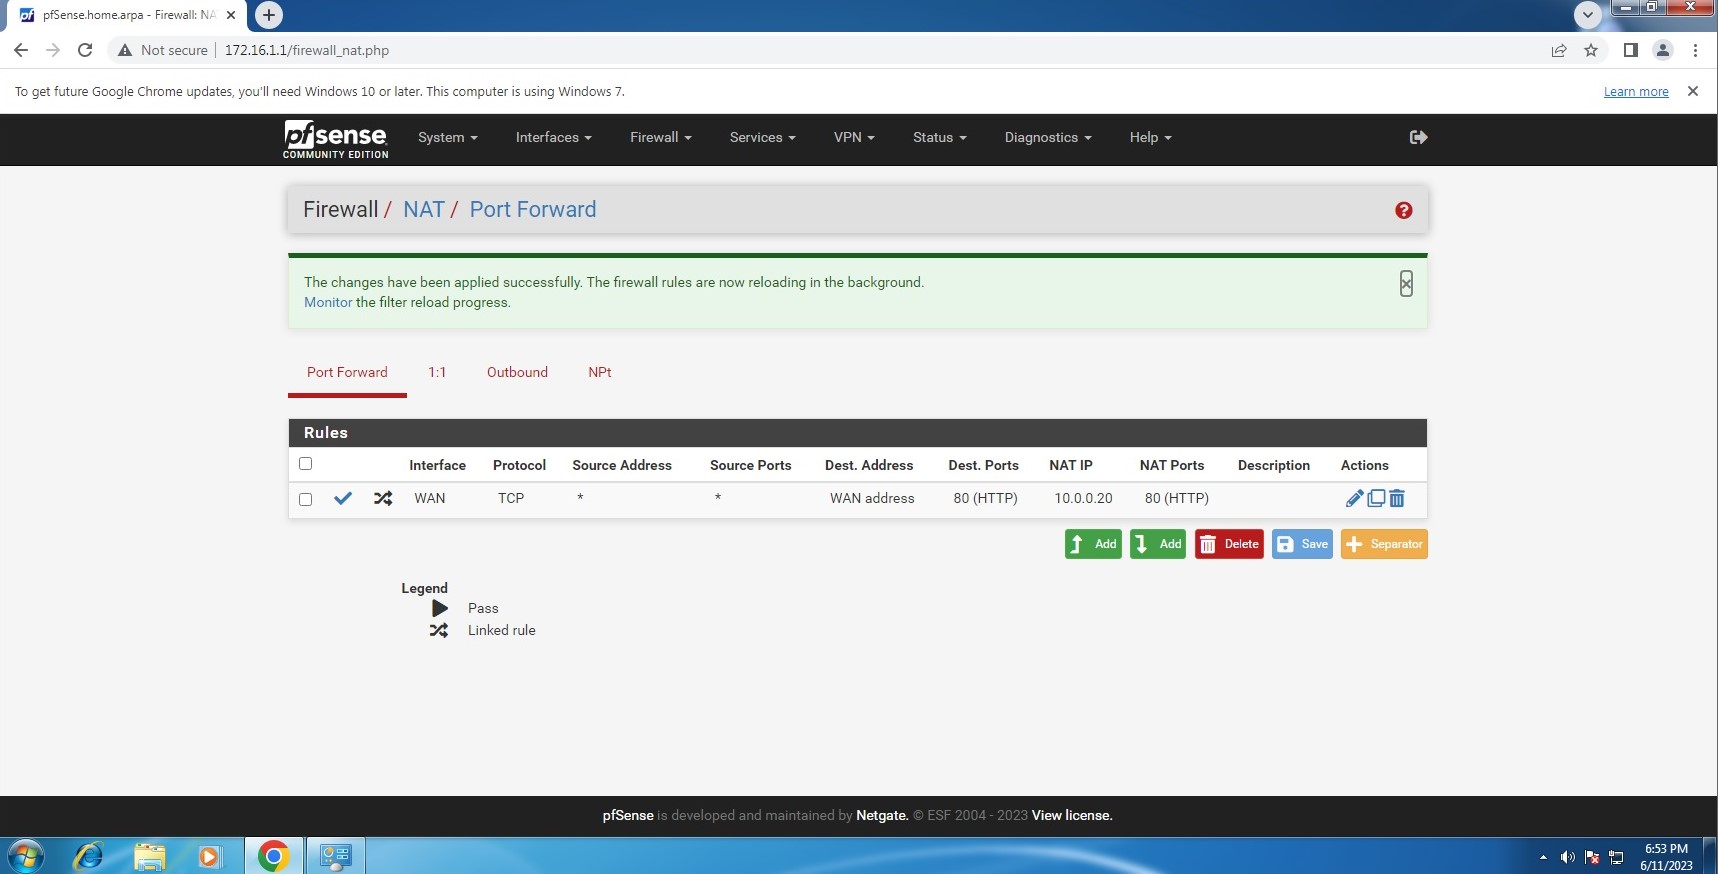 pfSense.home.arpa - Firewall: NA
Not secure | 172.16.1.1/firewall_nat.php
To get future Google Chrome updates, you'll need Windows 10 or later. This computer is using Windows 7. Learn more
pfsense COMMUNITY EDITION System Interfaces Firewall Services VPN Status Diagnostics Help
Firewall / NAT / Port Forward
The changes have been applied successfully. The firewall rules are now reloading in the background.
Monitor the filter reload progress.
Port Forward 1:1 Outbound NPt
Rules
Interface Protocol Source Address Source Ports Dest. Address Dest. Ports NAT IP NAT Ports Description Actions
WAN TCP * * WAN address 80 (HTTP) 10.0.0.20 80 (HTTP)
Add Add Delete Save Separator
Legend
Pass
Linked rule
pfSense is developed and maintained by Netgate. © ESF 2004 - 2023 View license.
6:53 PM
6/11/2023